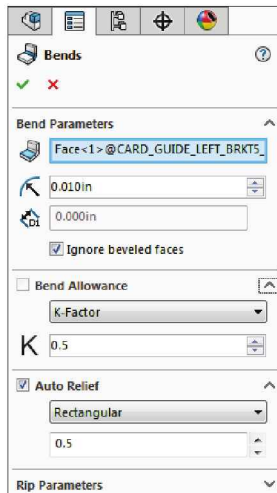 Bends
Bend Parameters
Face<1>@CARD_GUIDE_LEFT_BRKT5_
0.010in
D1
0.000in
Ignore beveled faces
Bend Allowance
K-Factor
K
0.5
Auto Relief
Rectangular
0.5
Rip Parameters